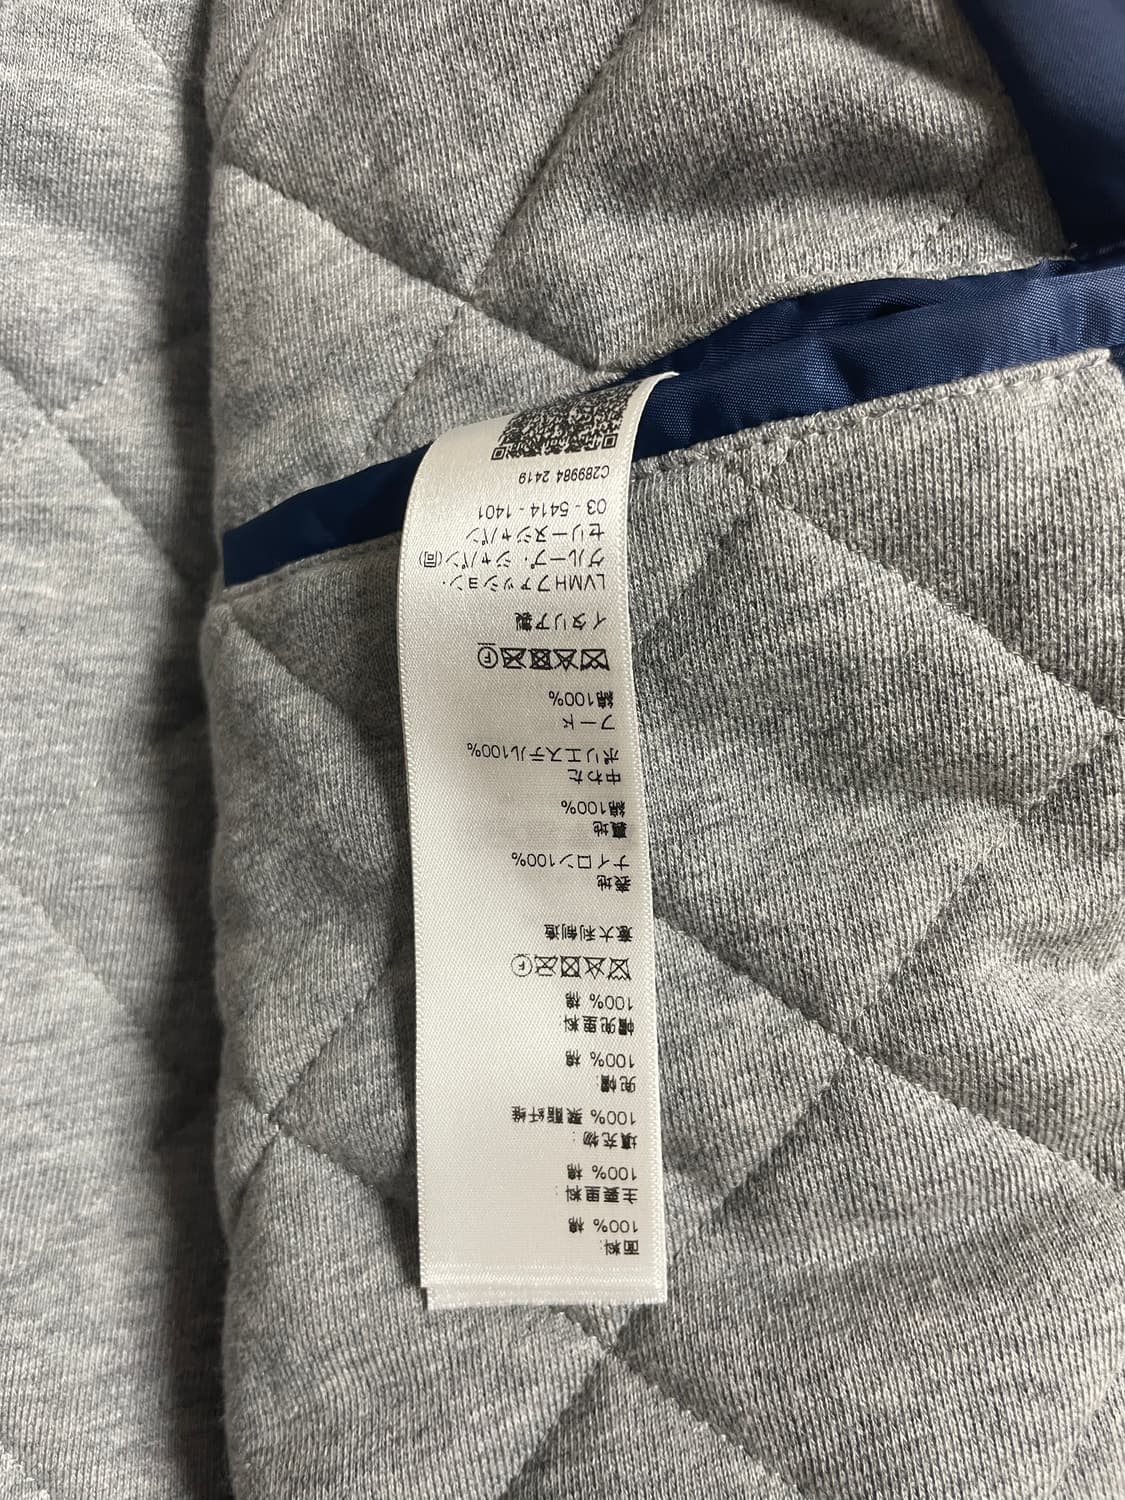 面料:
100% 棉
主要里料:
100% 棉
填充物:
100% 聚酯纤维
兜帽:
100% 棉
帽兜里料:
100% 棉
意大利制造
表地
ナイロン100%
裏地
綿100%
中わた
ポリエステル100%
フード
綿100%
イタリア製
LVMHファッション・
グループ・ジャパン(同)
セリーヌジャパン
03 - 5414 - 1401
C289984 2419